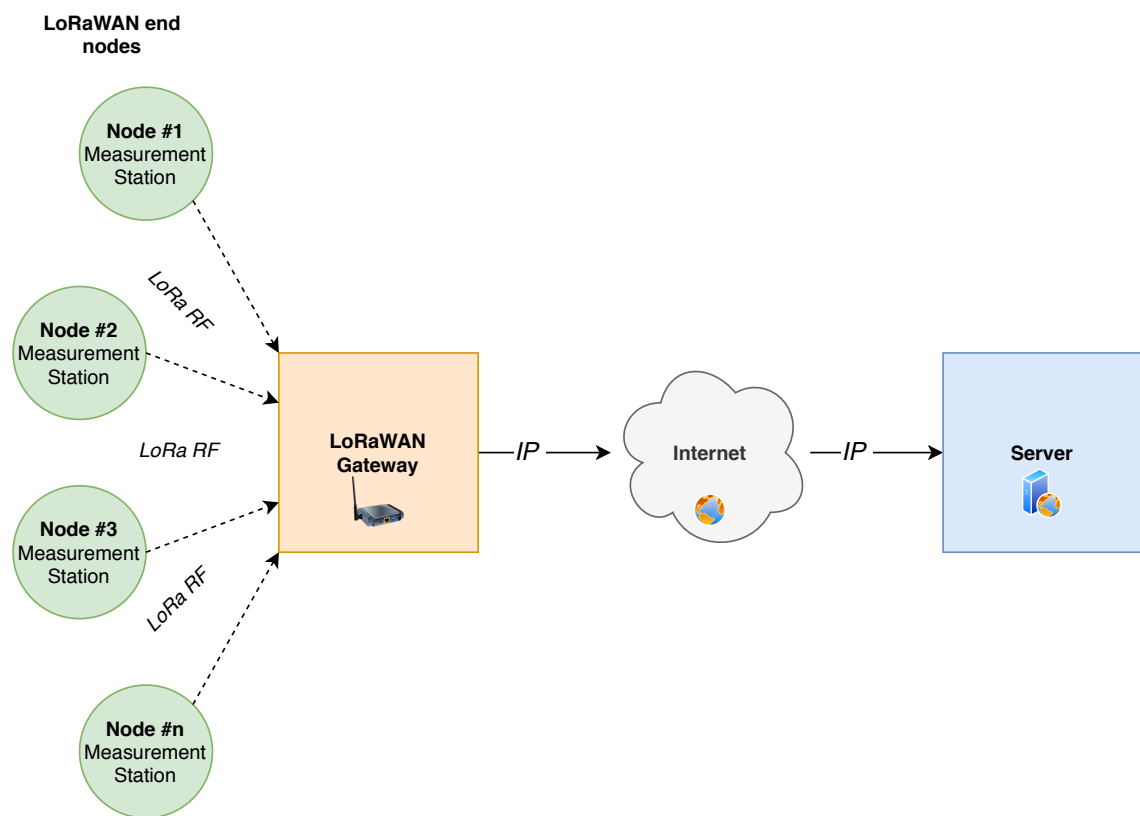 LoRaWAN end
nodes
Node #1
Measurement
Station
LoRa RF
Node #2
Measurement
Station
LoRa RF
Node #3
Measurement
Station
LoRa RF
Node #n
Measurement
Station
LoRaWAN
Gateway
IP
Internet
IP
Server